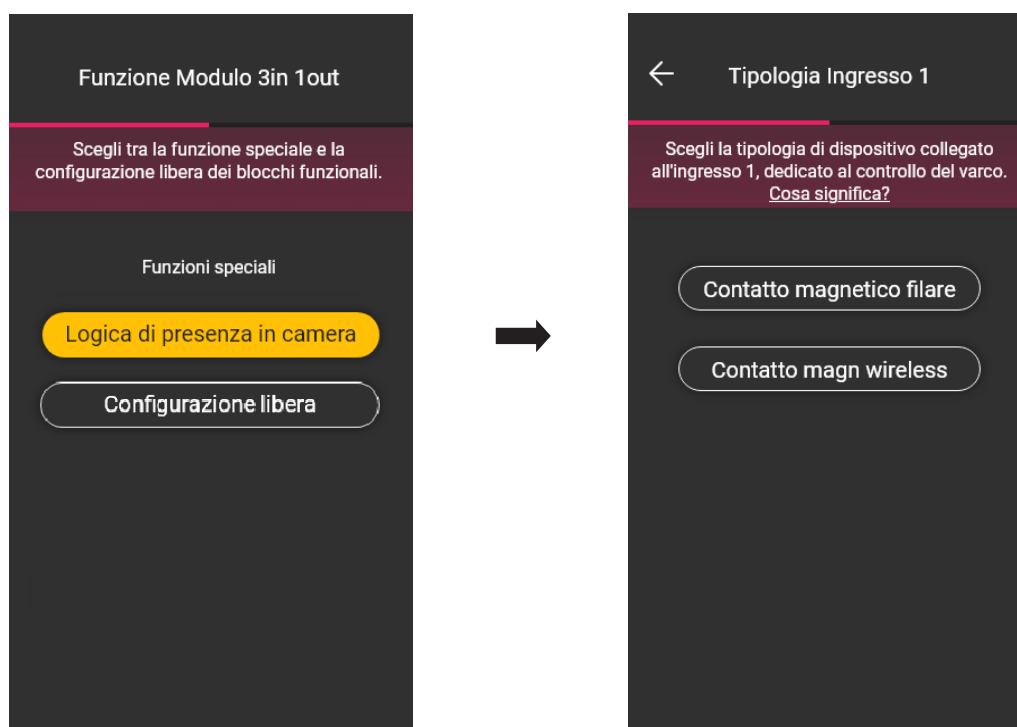 Funzione Modulo 3in 1out
Scegli tra la funzione speciale e la
configurazione libera dei blocchi funzionali.
Funzioni speciali
Logica di presenza in camera
Configurazione libera
Tipologia Ingresso 1
Scegli la tipologia di dispositivo collegato
all'ingresso 1, dedicato al controllo del varco.
Cosa significa?
Contatto magnetico filare
Contatto magn wireless